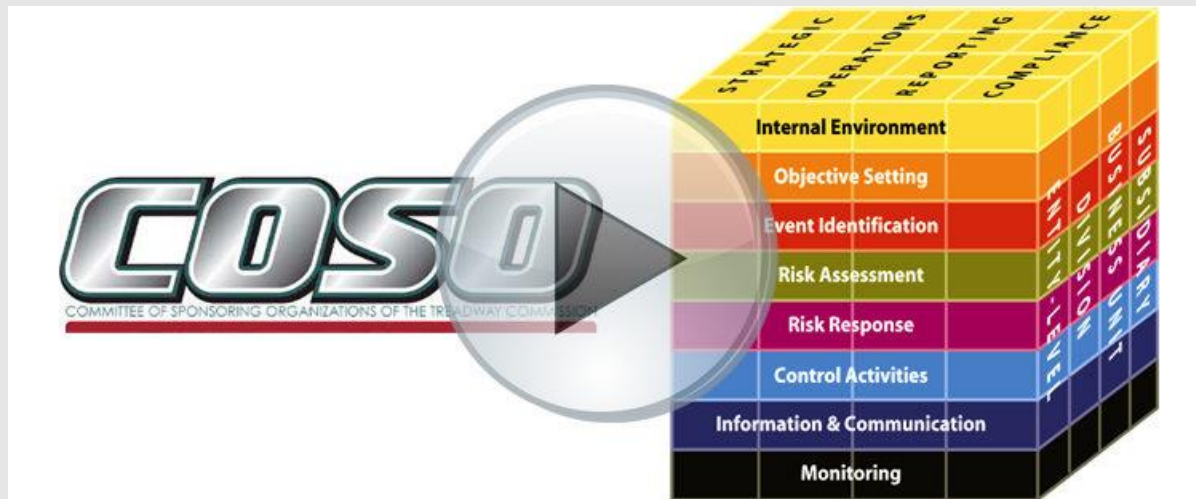 COSO
COMMITTEE OF SPONSORING ORGANIZATIONS OF THE TREADWAY COMMISSION
STRATEGIC
OPERATIONS
REPORTING
COMPLIANCE
Internal Environment
Objective Setting
Event Identification
Risk Assessment
Risk Response
Control Activities
Information & Communication
Monitoring
ENTITY-LEVEL
DIVISION
BUSINESS UNIT
SUBSIDIARY